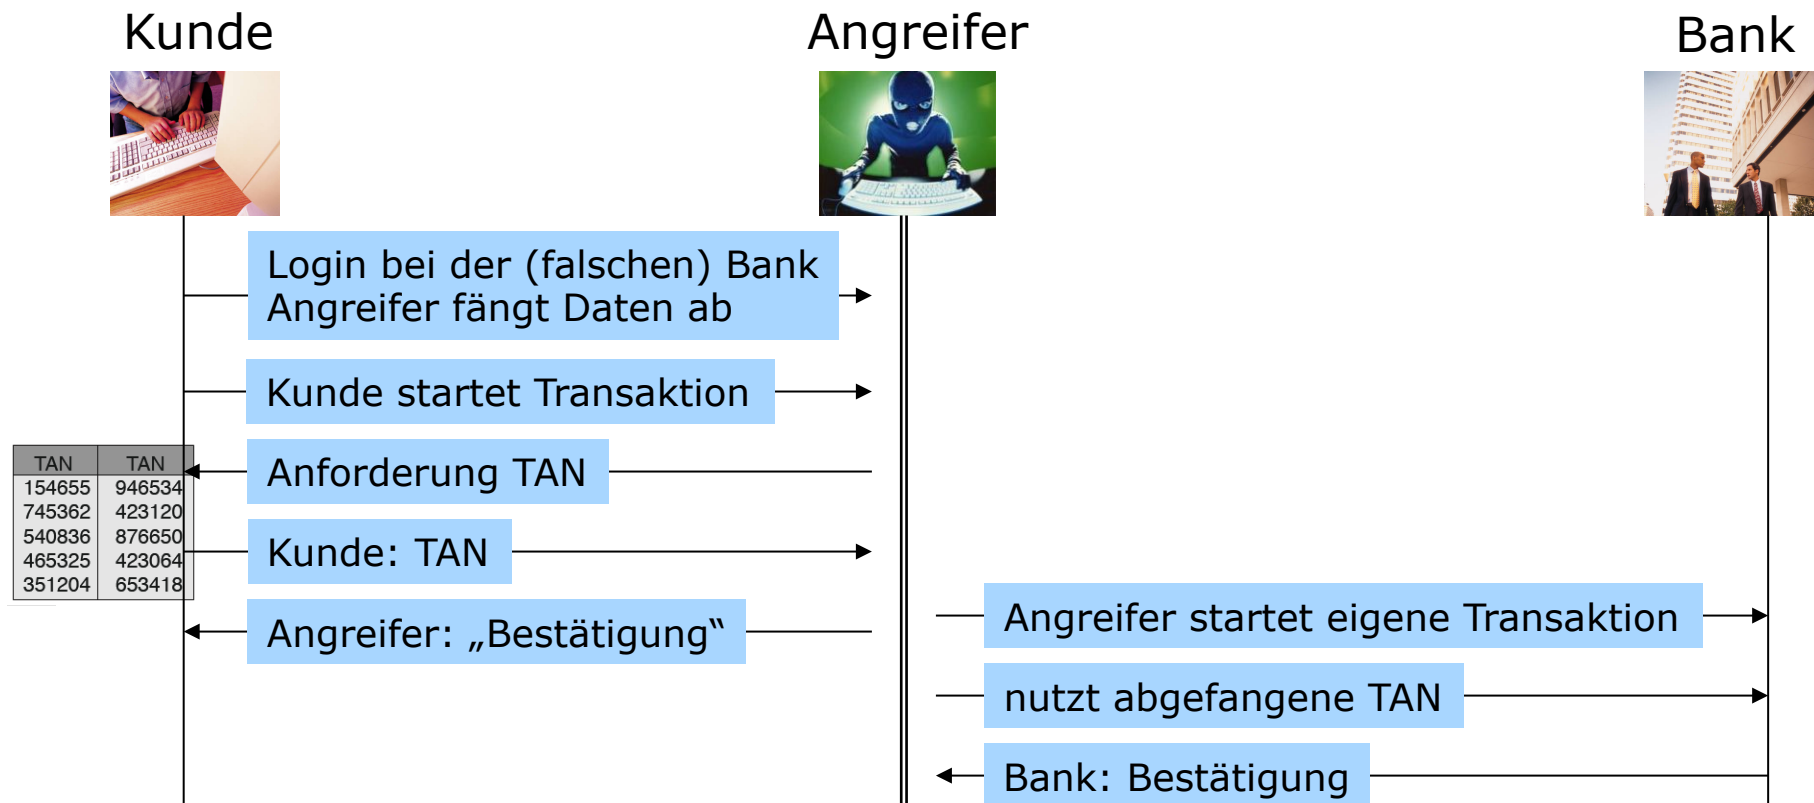 Kunde
Angreifer
Bank
Login bei der (falschen) Bank
Angreifer fängt Daten ab
Kunde startet Transaktion
Anforderung TAN
TAN TAN
154655 946534
745362 423120
540836 876650
465325 423064
351204 653418
Kunde: TAN
Angreifer: „Bestätigung“
Angreifer startet eigene Transaktion
nutzt abgefangene TAN
Bank: Bestätigung